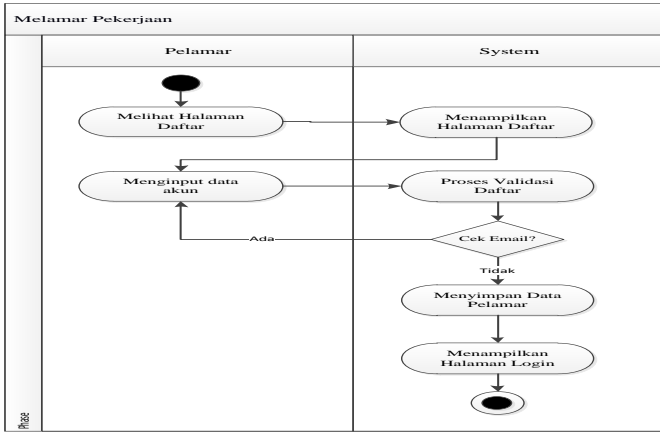 Melamar Pekerjaan
Pelamar
System
Melihat Halaman
Daftar
Menampilkan
Halaman Daftar
Menginput data
akun
Proses Validasi
Daftar
Ada
Cek Email?
Tidak
Menyimpan Data
Pelamar
Menampilkan
Halaman Login
Phase